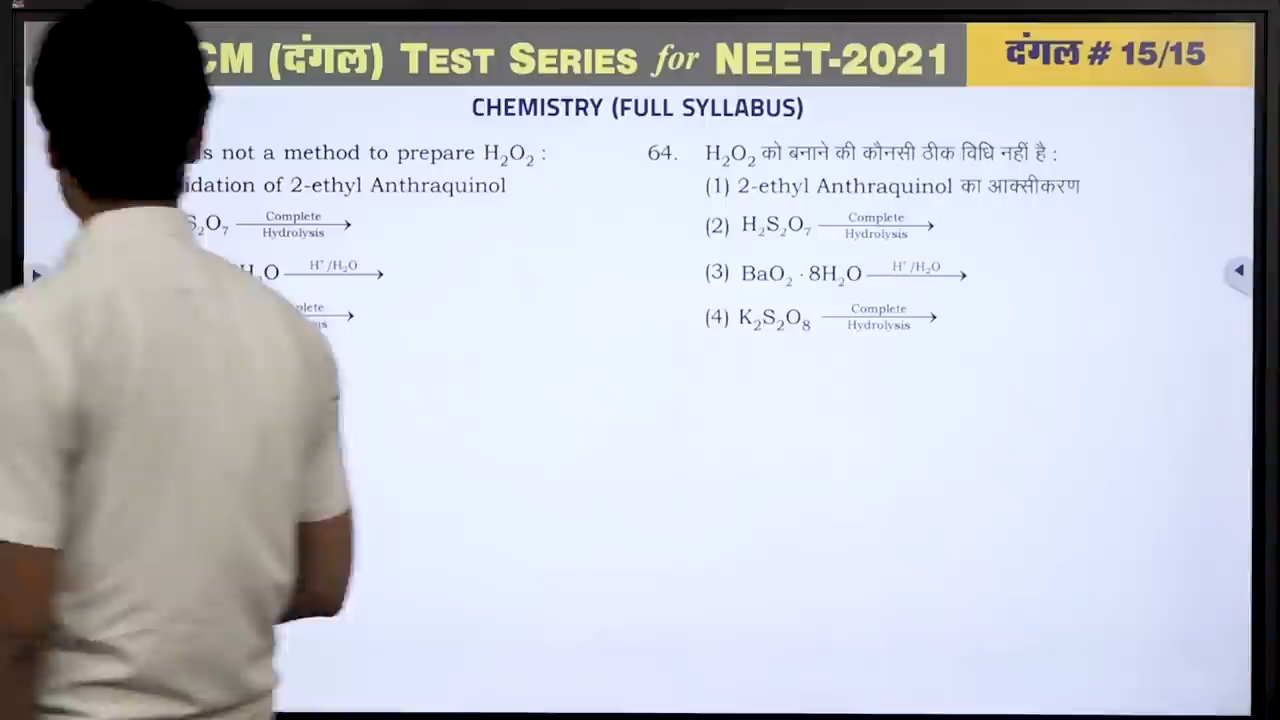 CM (दंगल) TEST SERIES for NEET-2021
दंगल # 15/15
CHEMISTRY (FULL SYLLABUS)
s not a method to prepare H₂O₂ :
idation of 2-ethyl Anthraquinol
S₂O₇ Complete Hydrolysis →
H₂O H⁺/H₂O →
plete
is →
64. H₂O₂ को बनाने की कौनसी ठीक विधि नहीं है :
(1) 2-ethyl Anthraquinol का आक्सीकरण
(2) H₂S₂O₇ Complete Hydrolysis →
(3) BaO₂ · 8H₂O H⁺/H₂O →
(4) K₂S₂O₈ Complete Hydrolysis →